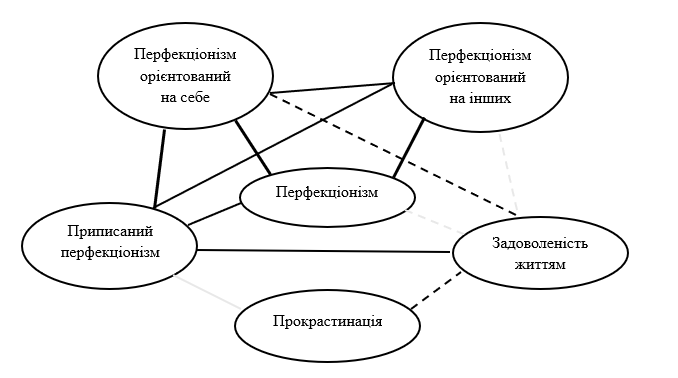 Перфекціонізм
орієнтований
на себе
Перфекціонізм
орієнтований
на інших
Перфекціонізм
Приписаний
перфекціонізм
Задоволеність
життям
Прокрастинація